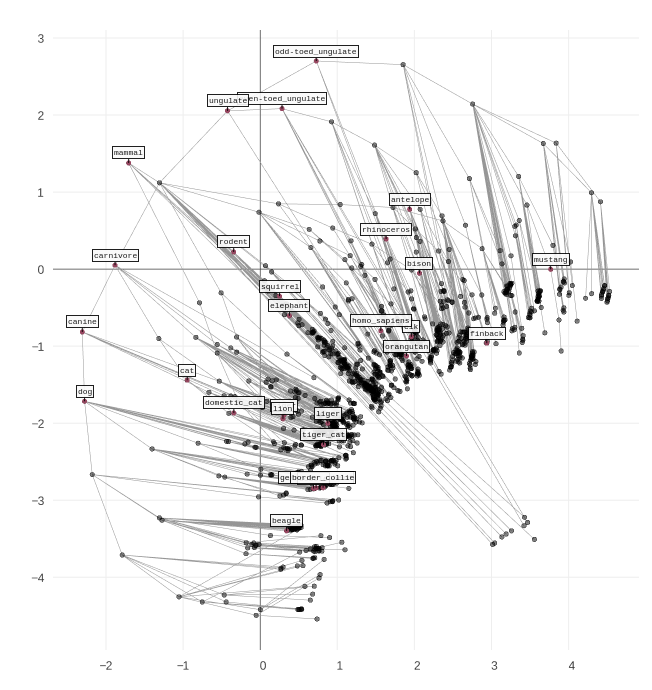 3
odd-toed_ungulate
ungulate
en-toed_ungulate
2
mammal
1
antelope
rhinoceros
rodent
carnivore
bison
mustang
0
squirrel
elephant
canine
homo_sapiens
finback
−1
orangutan
cat
dog
domestic_cat
lion
liger
−2
tiger_cat
ge
border_collie
−3
beagle
−4
−2
−1
0
1
2
3
4